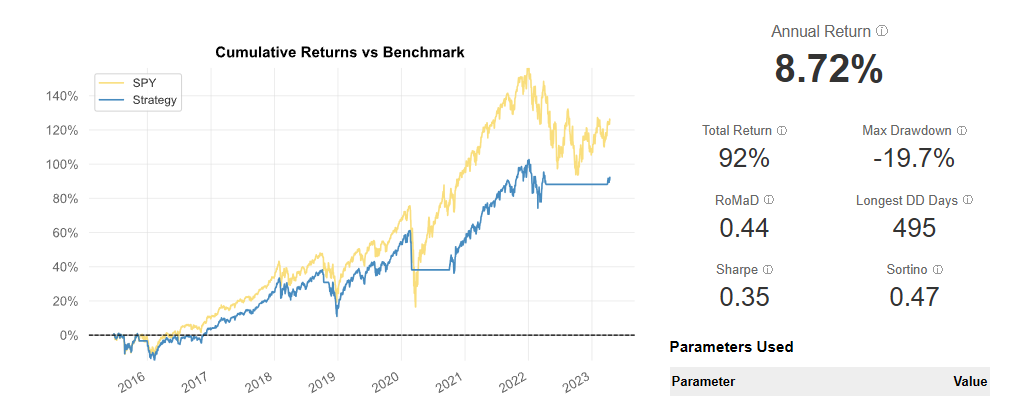 Cumulative Returns vs Benchmark
SPY
Strategy
140%
120%
100%
80%
60%
40%
20%
0%
2016 2017 2018 2019 2020 2021 2022 2023
Annual Return ⓘ
8.72%
Total Return ⓘ Max Drawdown ⓘ
92% -19.7%
RoMaD ⓘ Longest DD Days ⓘ
0.44 495
Sharpe ⓘ Sortino ⓘ
0.35 0.47
Parameters Used
Parameter Value